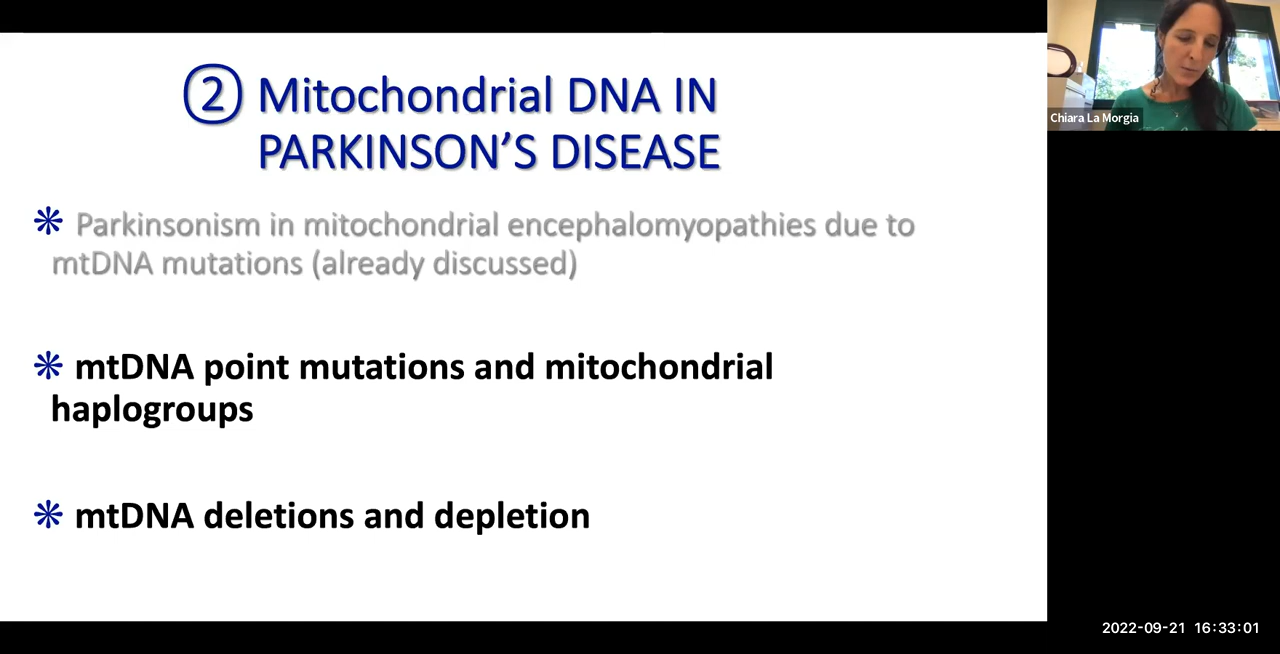 ② Mitochondrial DNA IN
PARKINSON'S DISEASE
Parkinsonism in mitochondrial encephalomyopathies due to
mtDNA mutations (already discussed)
mtDNA point mutations and mitochondrial
haplogroups
mtDNA deletions and depletion
Chiara La Morgia
2022-09-21 16:33:01